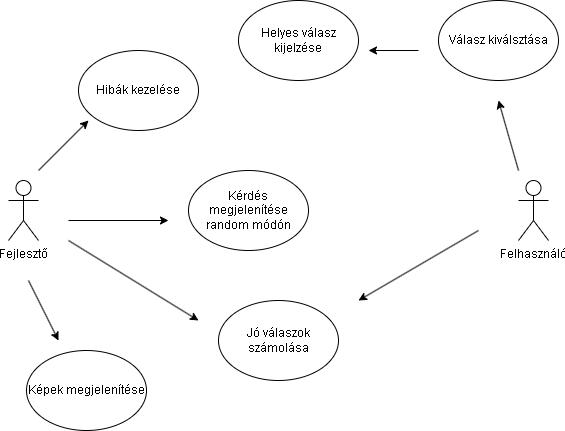 Helyes válasz
kijelzése
Válasz kiválsztása
Hibák kezelése
Kérdés
megjelenítése
random módón
Fejlesztő
Felhasználó
Jó válaszok
számolása
Képek megjelenítése